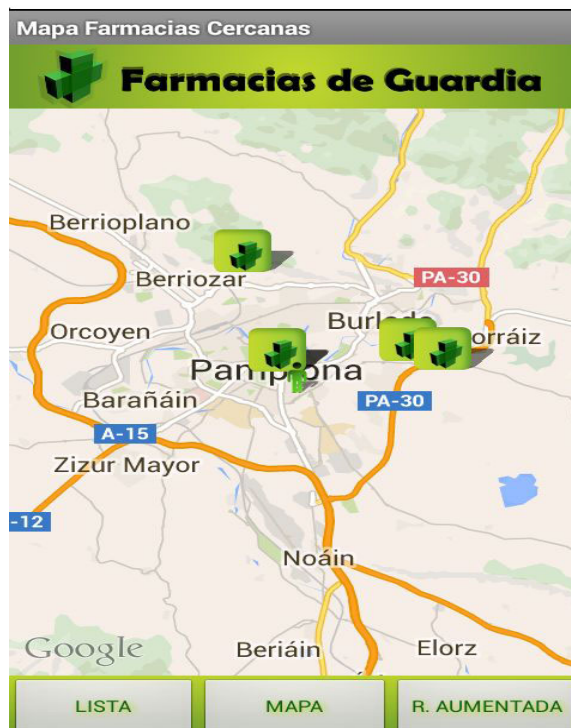 Mapa Farmacias Cercanas
Farmacias de Guardia
Berrioplano
Berriozar
PA-30
Orcoyen
Pamplona
Barañáin
PA-30
A-15
Zizur Mayor
-12
Noáin
Google
Beriáin
Elorz
LISTA
MAPA
R. AUMENTADA